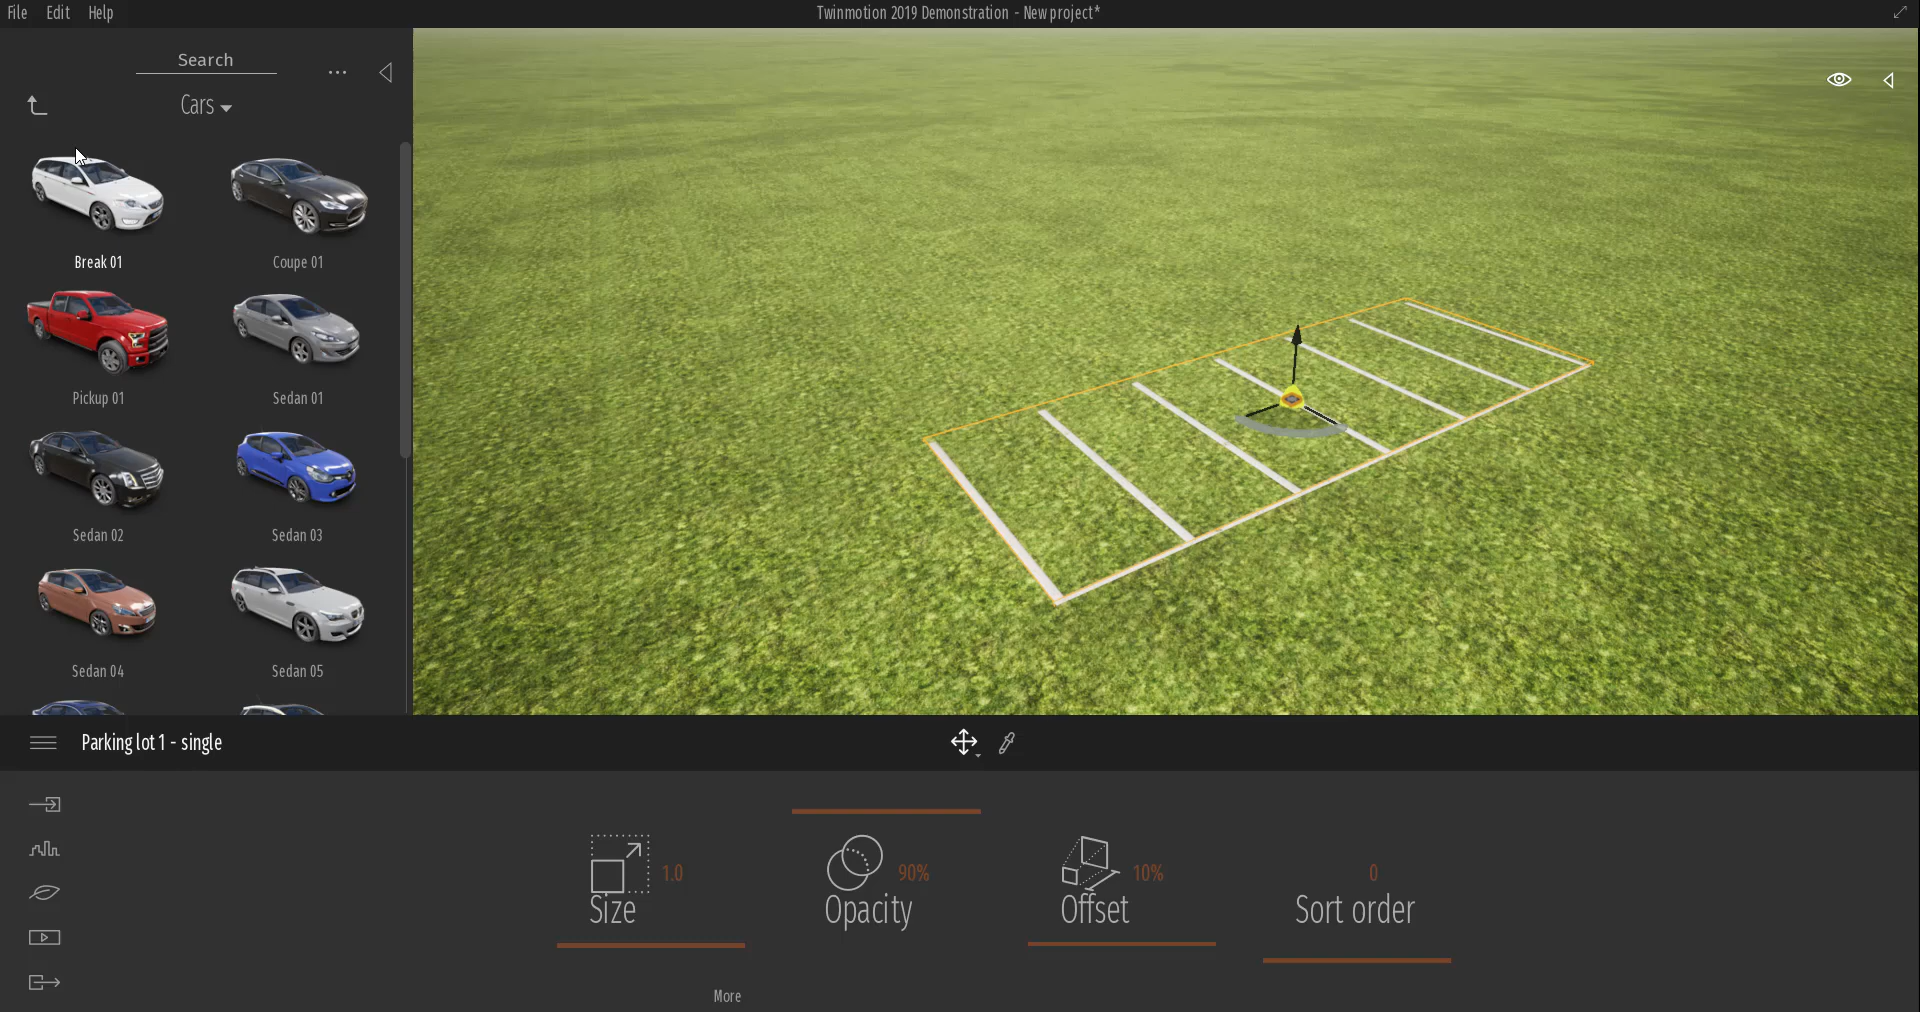 File Edit Help
Twinmotion 2019 Demonstration - New project*
Search
Cars
Break 01
Coupe 01
Pickup 01
Sedan 01
Sedan 02
Sedan 03
Sedan 04
Sedan 05
Parking lot 1 - single
1.0
Size
90%
Opacity
10%
Offset
0
Sort order
More